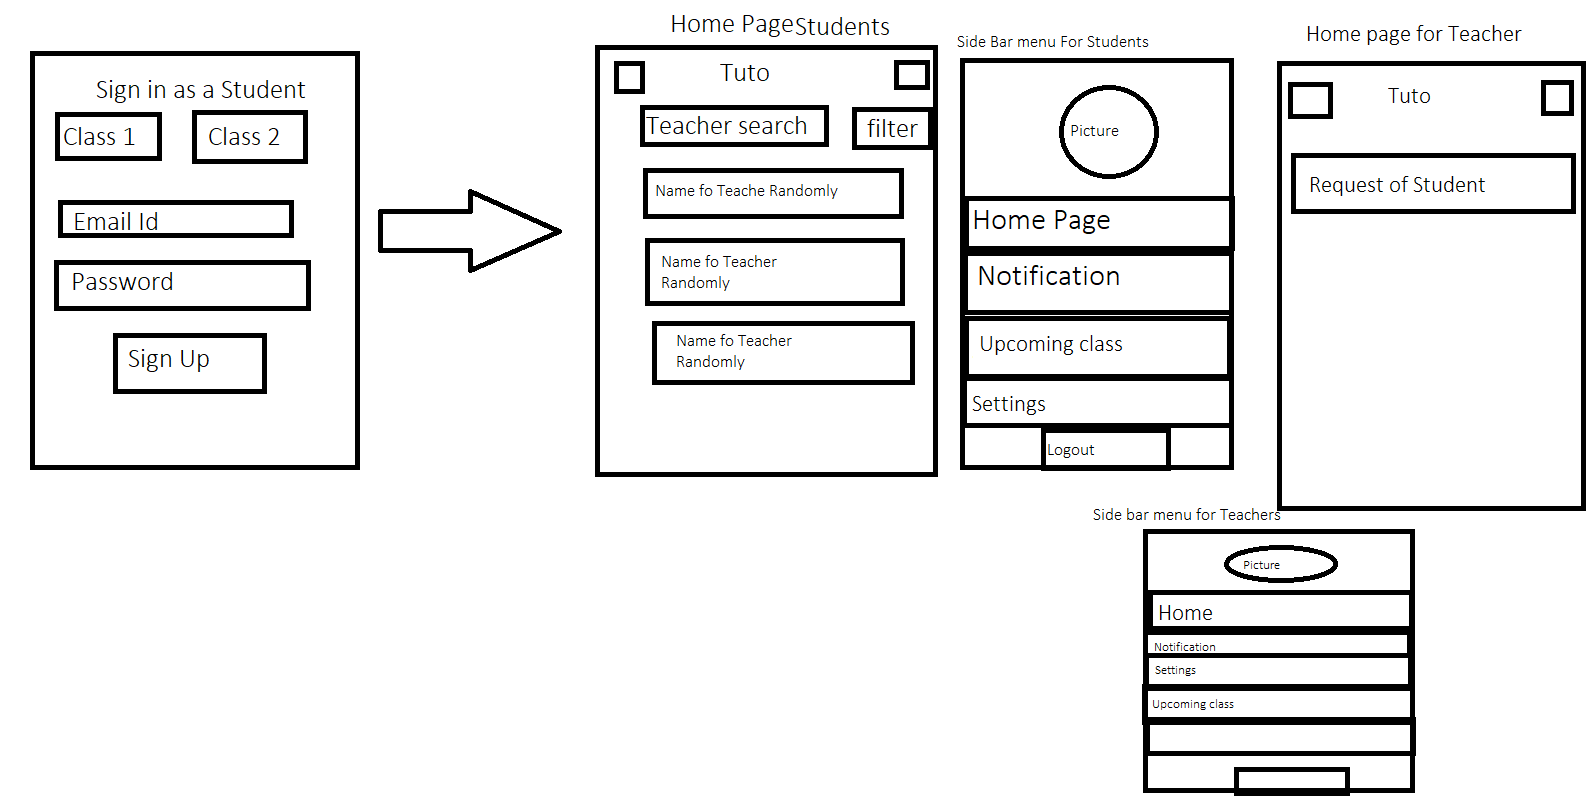 Sign in as a Student
Class 1
Class 2
Email Id
Password
Sign Up
Home Page Students
Tuto
Teacher search
filter
Name fo Teache Randomly
Name fo Teacher
Randomly
Name fo Teacher
Randomly
Side Bar menu For Students
Picture
Home Page
Notification
Upcoming class
Settings
Logout
Home page for Teacher
Tuto
Request of Student
Side bar menu for Teachers
Picture
Home
Notification
Settings
Upcoming class